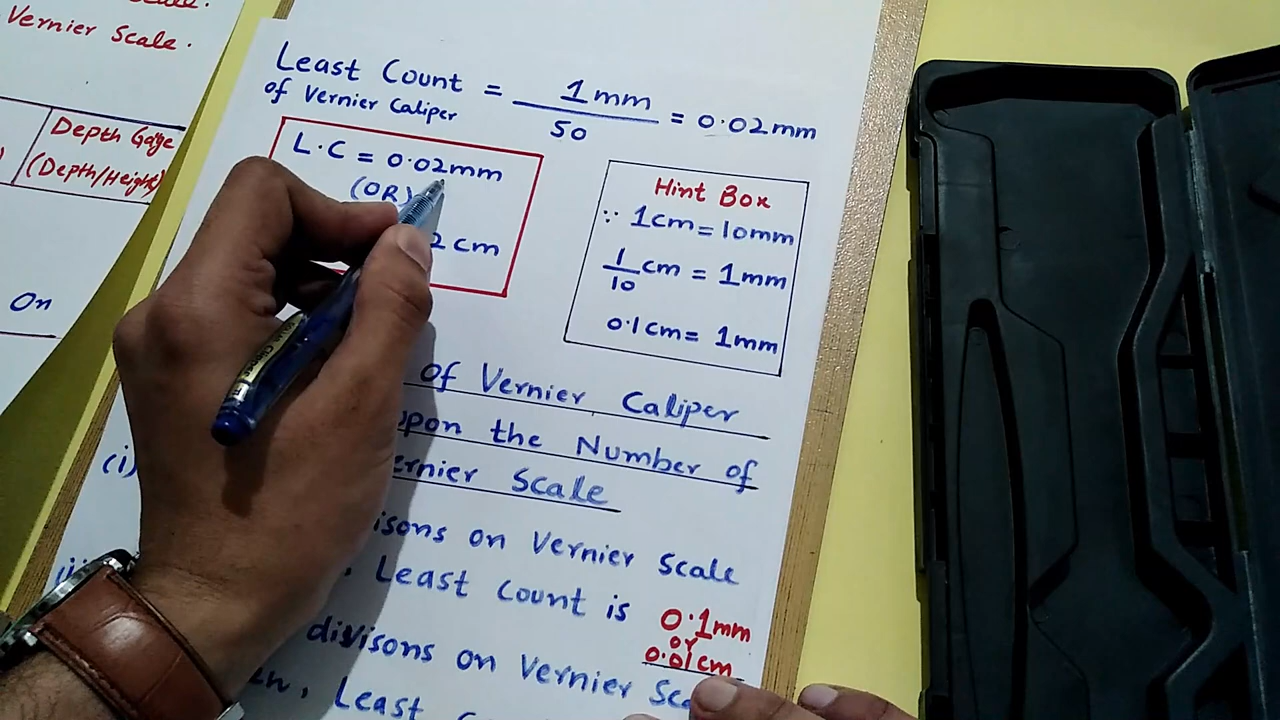 Vernier Scale.
Depth Gage
(Depth/Height)
On
Least Count = 1mm / 50 = 0.02mm
of Vernier Caliper
L.C = 0.02mm
(OR)
2 cm
Hint Box
∵ 1cm = 10mm
1/10 cm = 1mm
0.1cm = 1mm
of Vernier Caliper
upon the Number of
(i) Vernier Scale
divisons on Vernier Scale
, Least Count is 0.1mm
or
0.01cm
divisons on Vernier
, Least